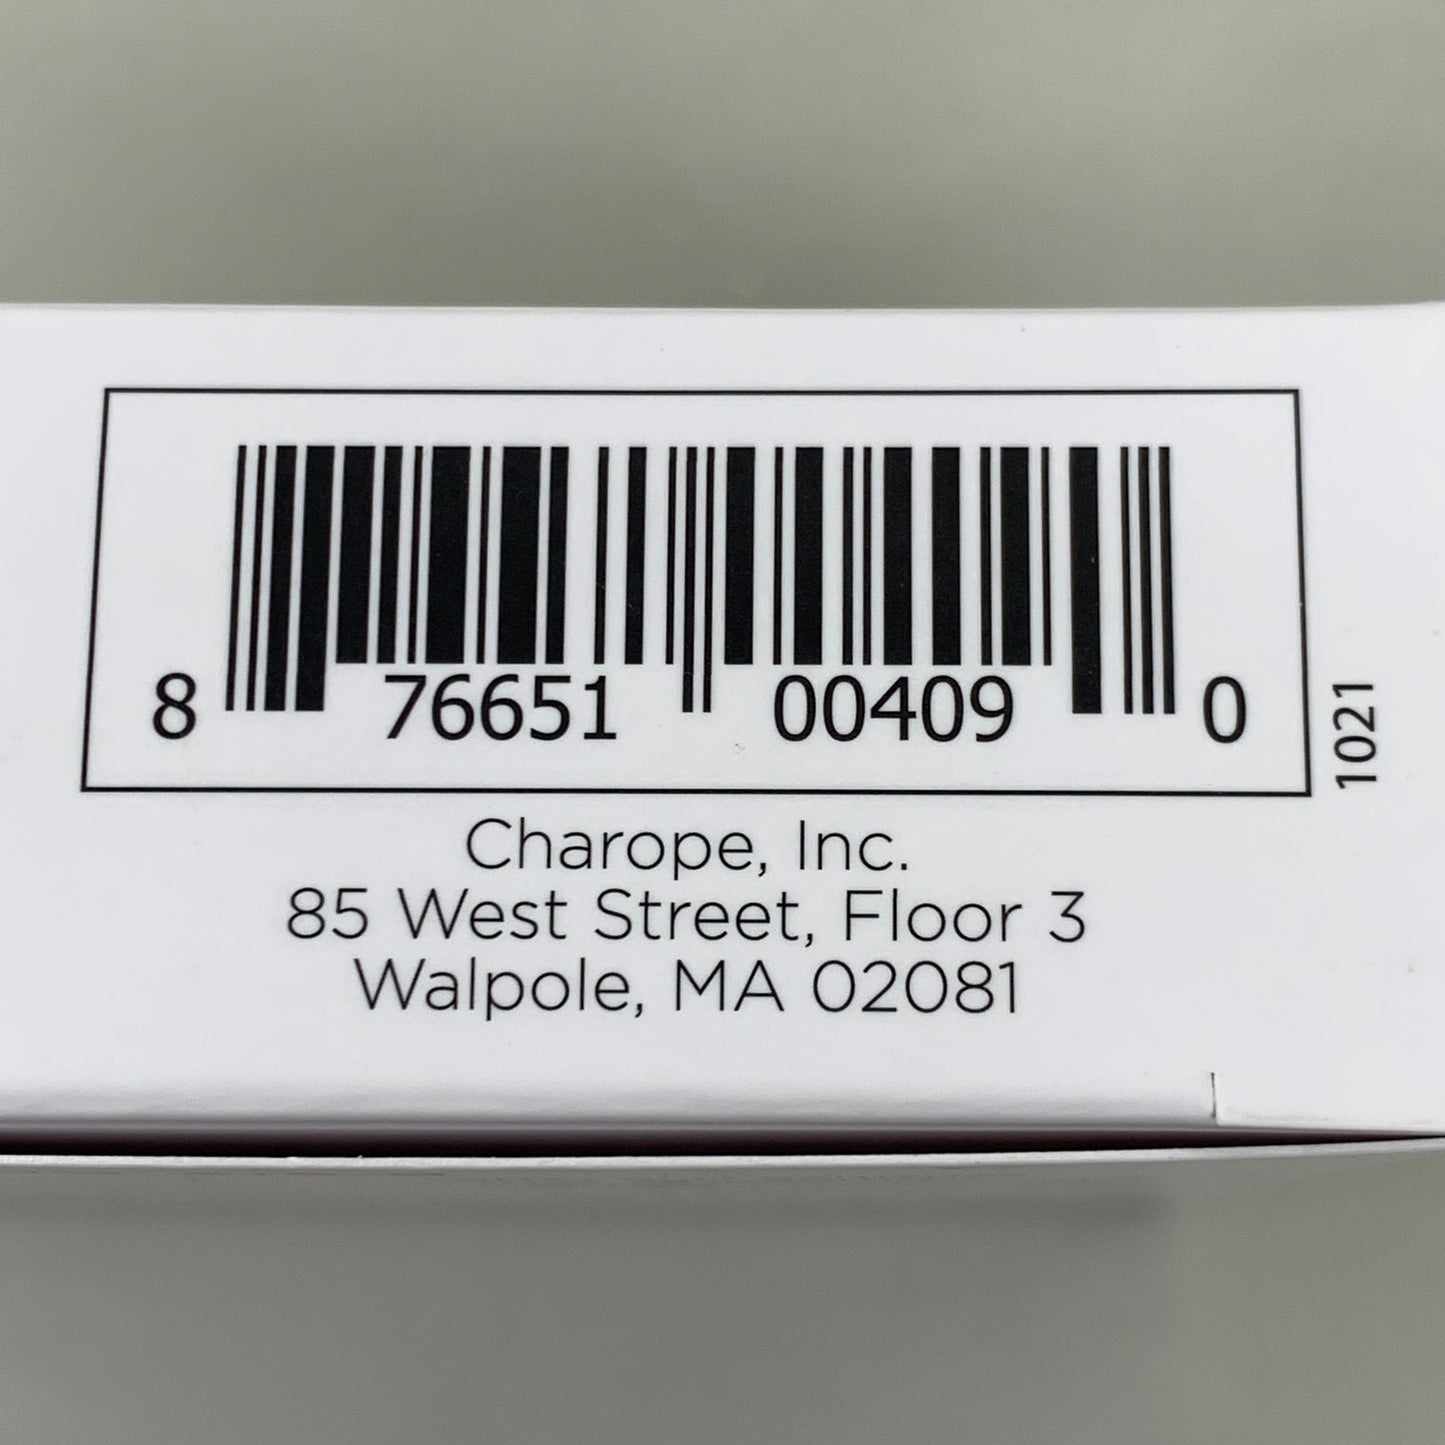 8 76651 00409 0
1021
Charope, Inc.
85 West Street, Floor 3
Walpole, MA 02081